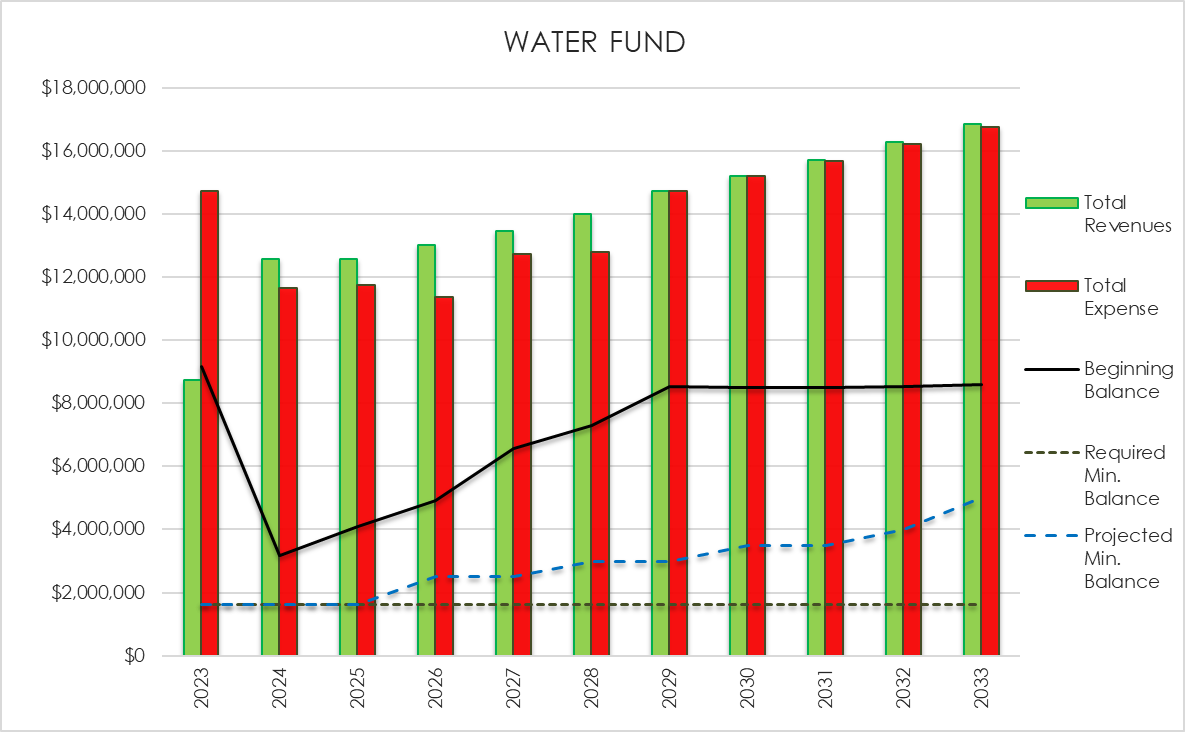 WATER FUND
$18,000,000
$16,000,000
$14,000,000
$12,000,000
$10,000,000
$8,000,000
$6,000,000
$4,000,000
$2,000,000
$0
2023
2024
2025
2026
2027
2028
2029
2030
2031
2032
2033
Total
Revenues
Total
Expense
Beginning
Balance
Required
Min.
Balance
Projected
Min.
Balance